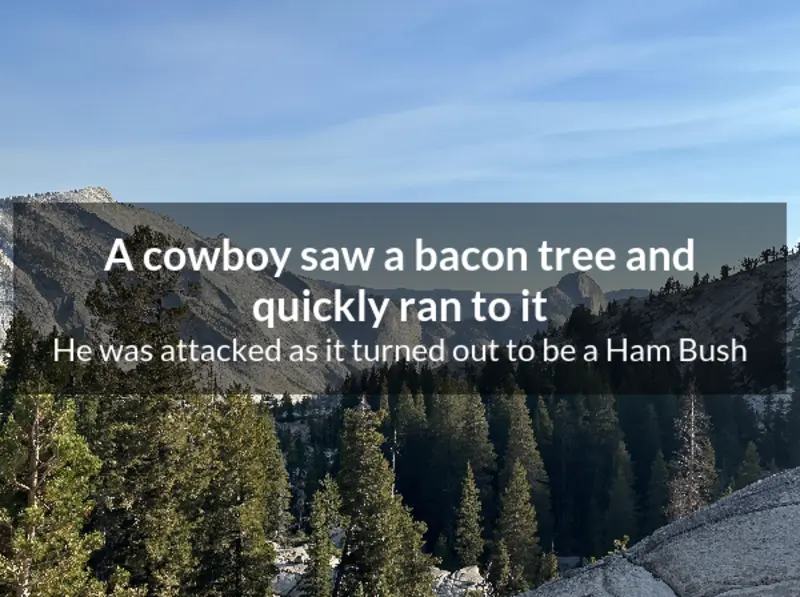 A cowboy saw a bacon tree and
quickly ran to it
He was attacked as it turned out to be a Ham Bush